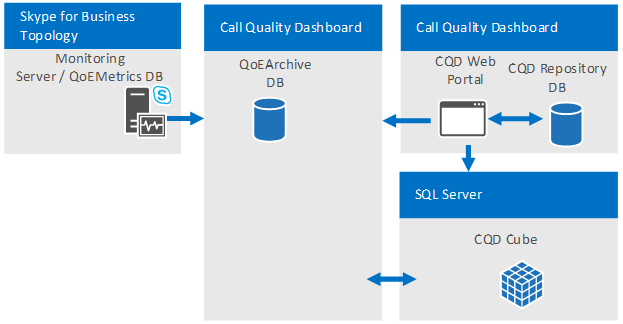 Skype for Business
Topology
Monitoring
Server / QoEMetrics DB
Call Quality Dashboard
QoEArchive
DB
Call Quality Dashboard
CQD Web
Portal
CQD Repository
DB
SQL Server
CQD Cube